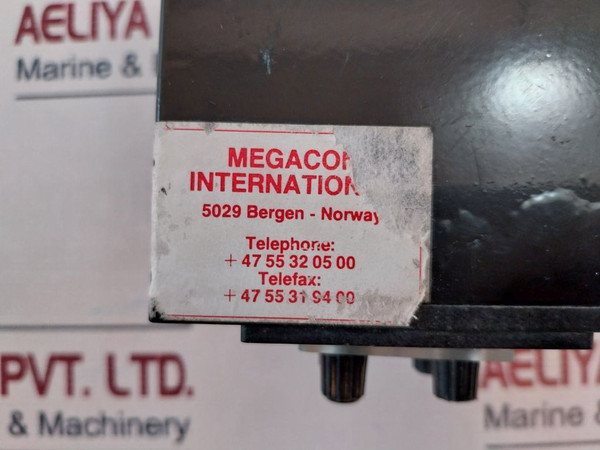 AELIYA
Marine &
MEGACON
INTERNATION
5029 Bergen - Norway
Telephone:
+ 47 55 32 05 00
Telefax:
+ 47 55 31 94 00
PVT. LTD.
& Machinery
AELIYA
Marine &